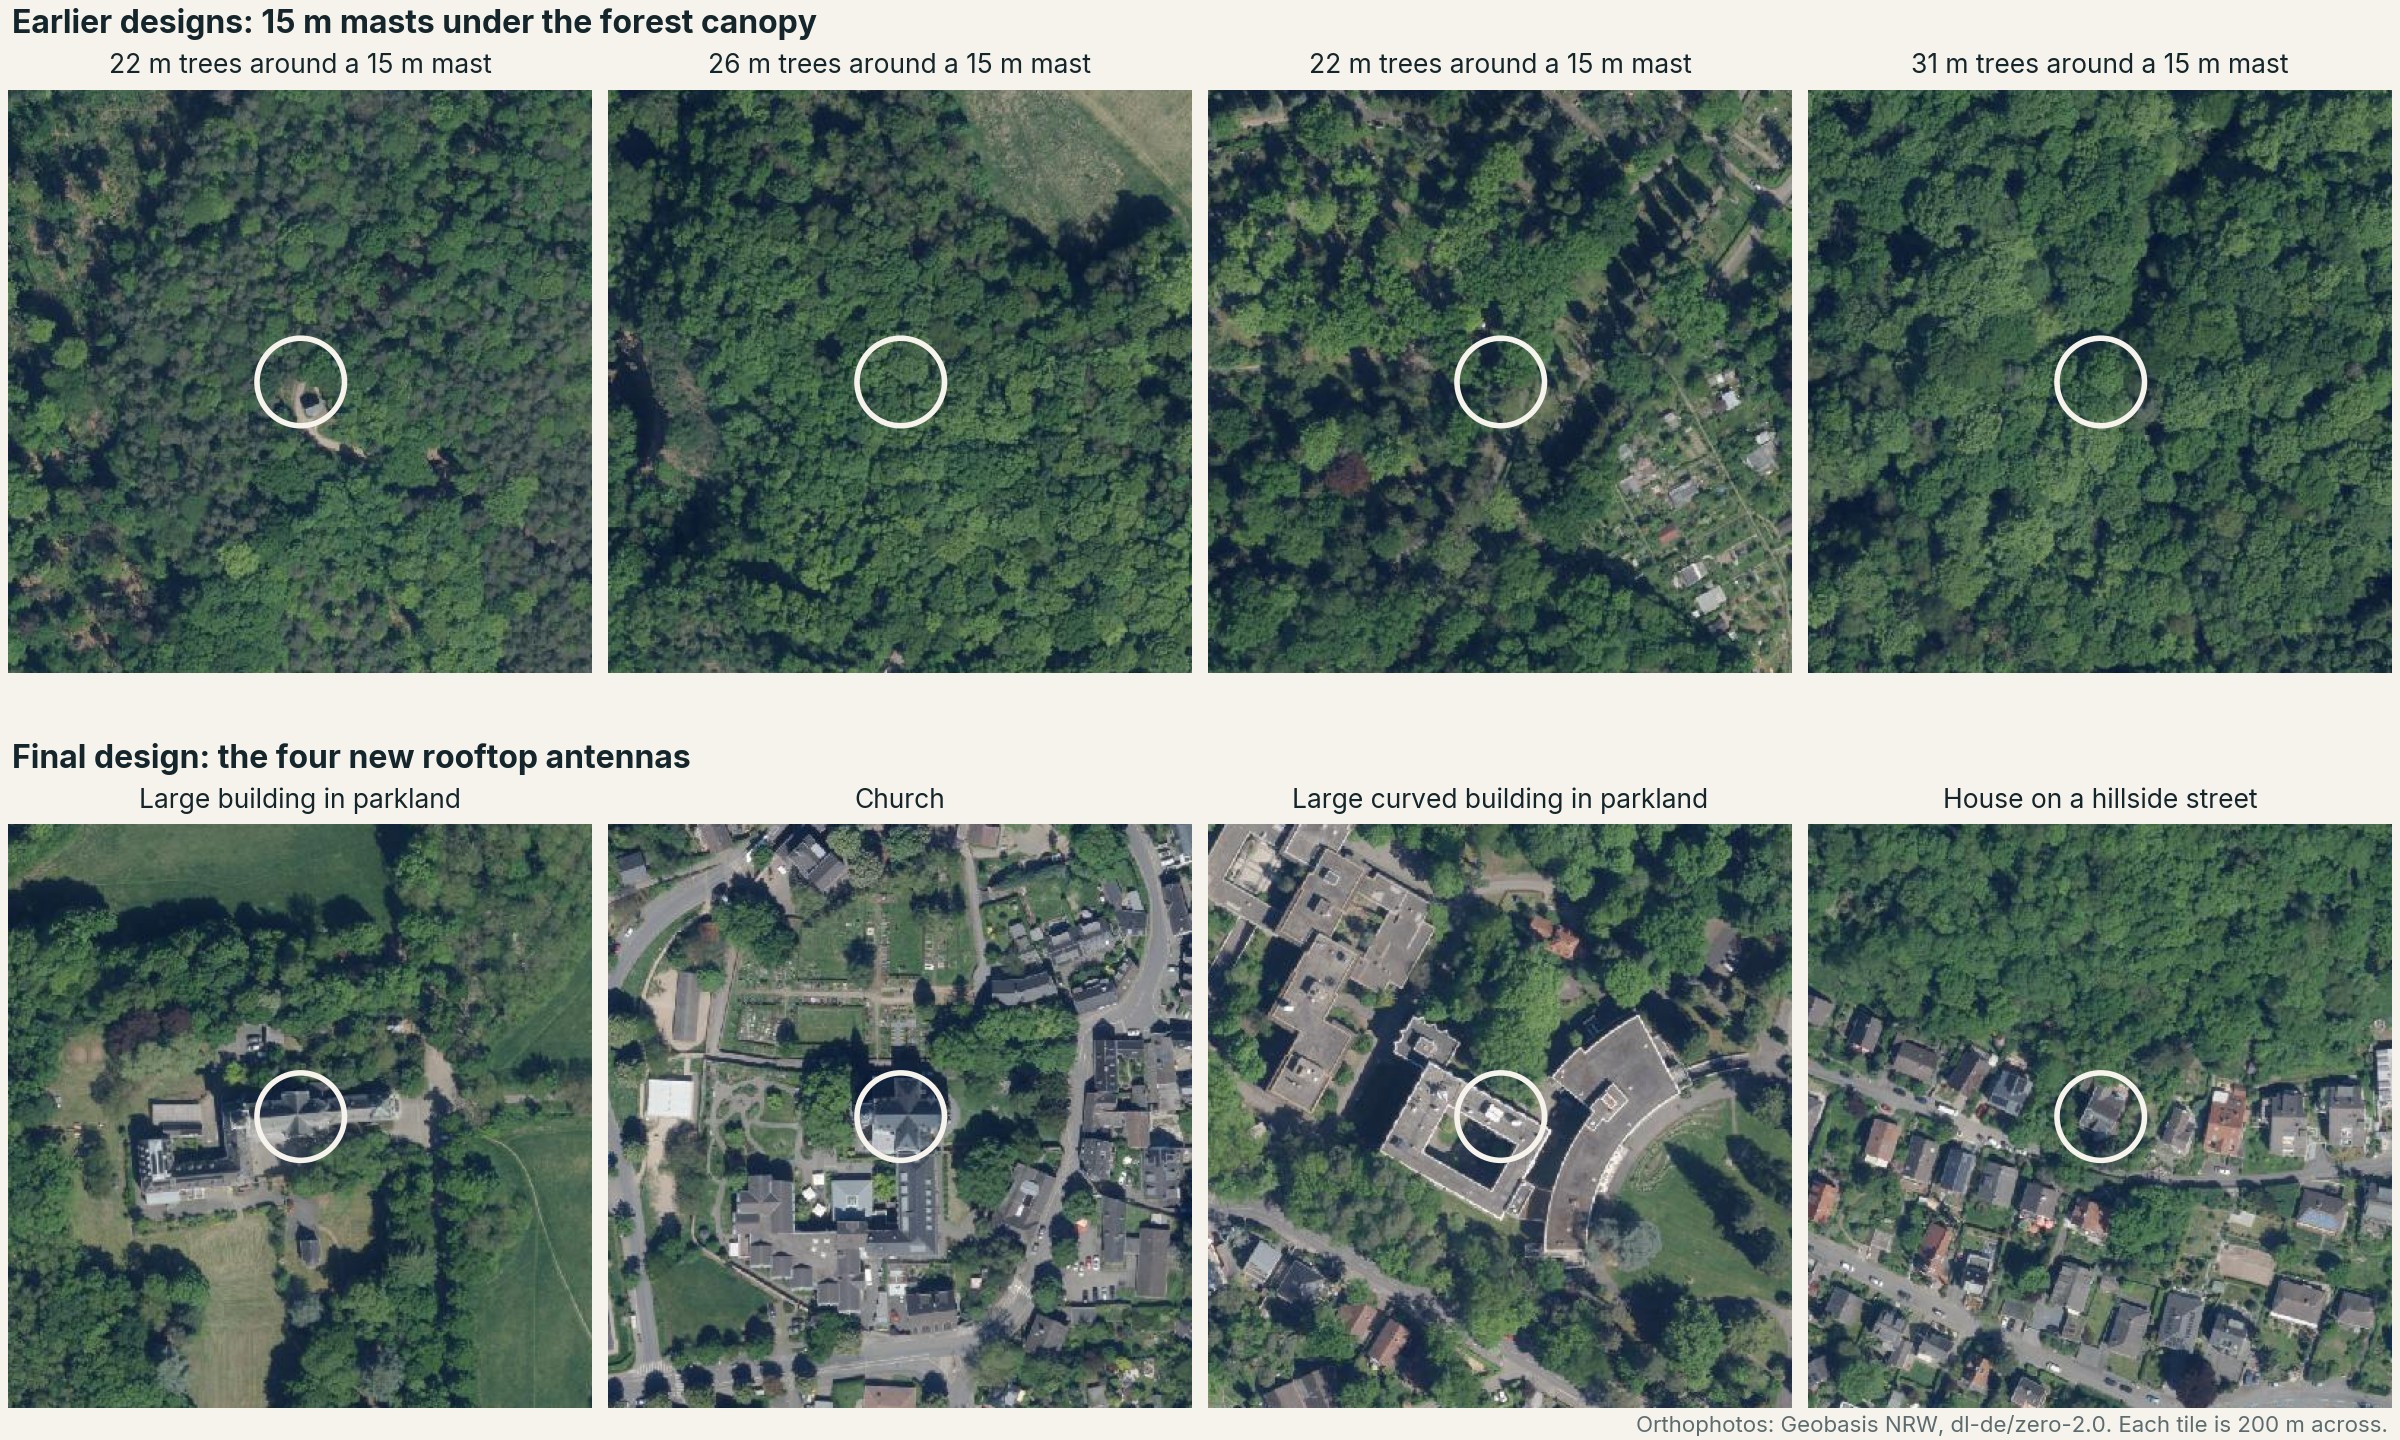 Earlier designs: 15 m masts under the forest canopy
22 m trees around a 15 m mast
26 m trees around a 15 m mast
22 m trees around a 15 m mast
31 m trees around a 15 m mast
Final design: the four new rooftop antennas
Large building in parkland
Church
Large curved building in parkland
House on a hillside street
Orthophotos: Geobasis NRW, dl-de/zero-2.0. Each tile is 200 m across.